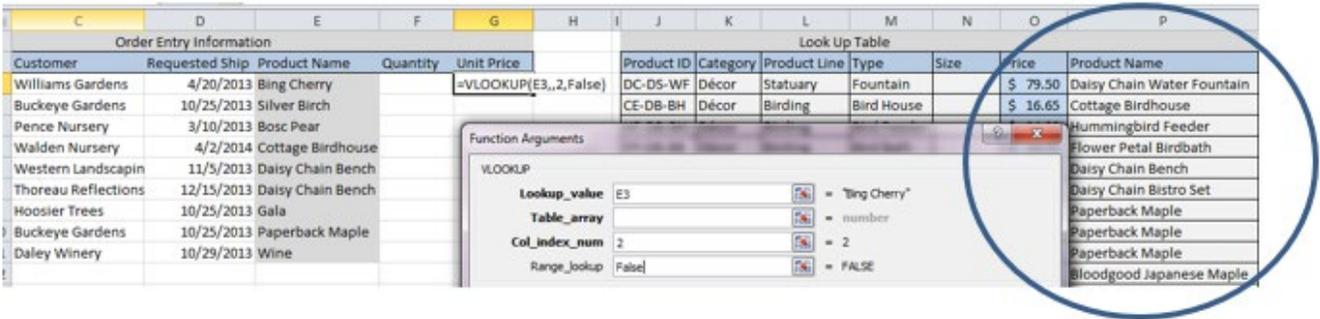 C D E F G H I J K L M N O P
Order Entry Information Look Up Table
Customer Requested Ship Product Name Quantity Unit Price Product ID Category Product Line Type Size Price Product Name
Williams Gardens 4/20/2013 Bing Cherry =VLOOKUP(E3,,2,False) DC-DS-WF Décor Statuary Fountain $ 79.50 Daisy Chain Water Fountain
Buckeye Gardens 10/25/2013 Silver Birch CE-DB-BH Décor Birding Bird House $ 16.65 Cottage Birdhouse
Pence Nursery 3/10/2013 Bosc Pear Hummingbird Feeder
Walden Nursery 4/2/2014 Cottage Birdhouse Flower Petal Birdbath
Western Landscapin 11/5/2013 Daisy Chain Bench Daisy Chain Bench
Thoreau Reflections 12/15/2013 Daisy Chain Bench Daisy Chain Bistro Set
Hoosier Trees 10/25/2013 Gala Paperback Maple
Buckeye Gardens 10/25/2013 Paperback Maple Paperback Maple
Daley Winery 10/29/2013 Wine Paperback Maple
Bloodgood Japanese Maple
Function Arguments
VLOOKUP
Lookup_value E3 = "Bing Cherry"
Table_array = number
Col_index_num 2 = 2
Range_lookup False = FALSE